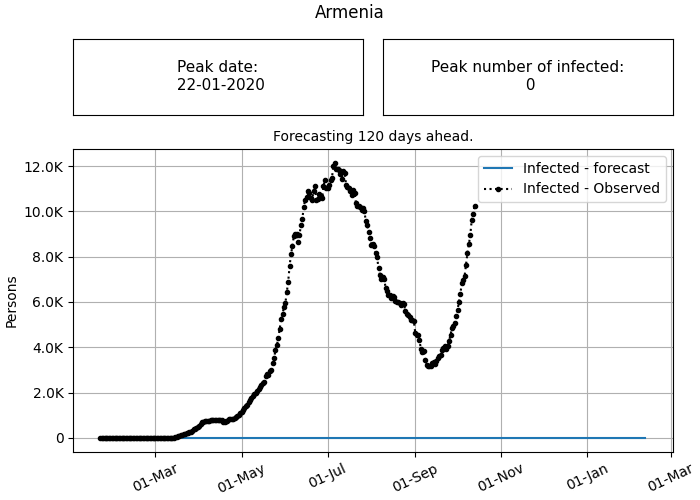 Armenia
Peak date:
22-01-2020
Peak number of infected:
0
Forecasting 120 days ahead.
Infected - forecast
Infected - Observed
12.0K
10.0K
8.0K
6.0K
4.0K
2.0K
0
Persons
01-Mar
01-May
01-Jul
01-Sep
01-Nov
01-Jan
01-Mar